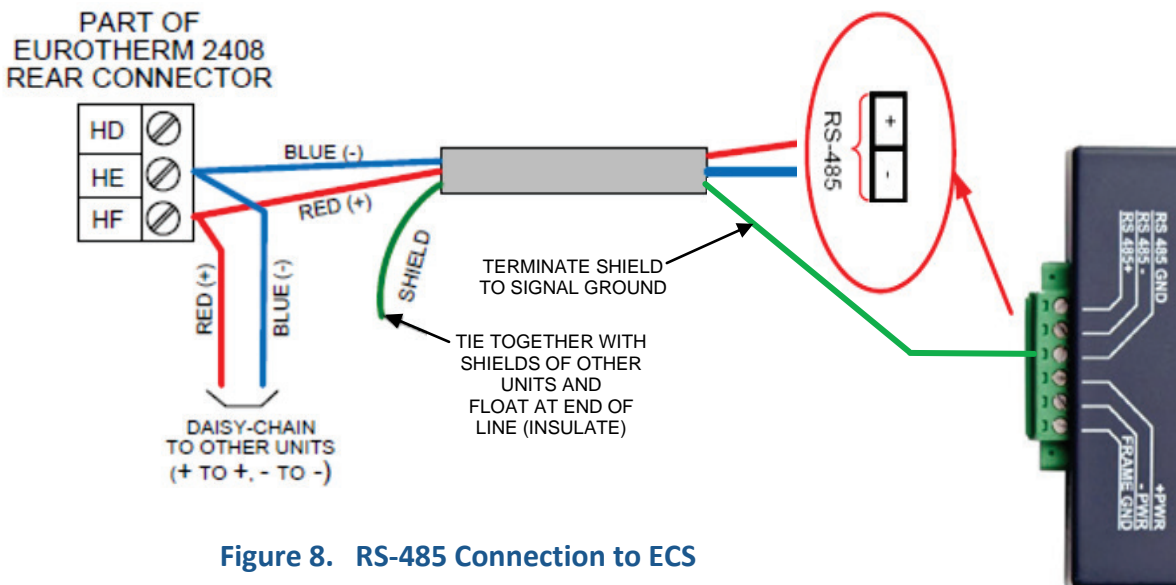 PART OF
EUROTHERM 2408
REAR CONNECTOR
HD
HE
HF
BLUE (-)
RED (+)
RED (+)
BLUE (-)
SHIELD
DAISY-CHAIN
TO OTHER UNITS
(+ TO +, - TO -)
TIE TOGETHER WITH
SHIELDS OF OTHER
UNITS AND
FLOAT AT END OF
LINE (INSULATE)
TERMINATE SHIELD
TO SIGNAL GROUND
RS-485
+
-
RS 485 GND
RS 485 -
RS 485+
+PWR
- PWR
FRAME GND
Figure 8. RS-485 Connection to ECS